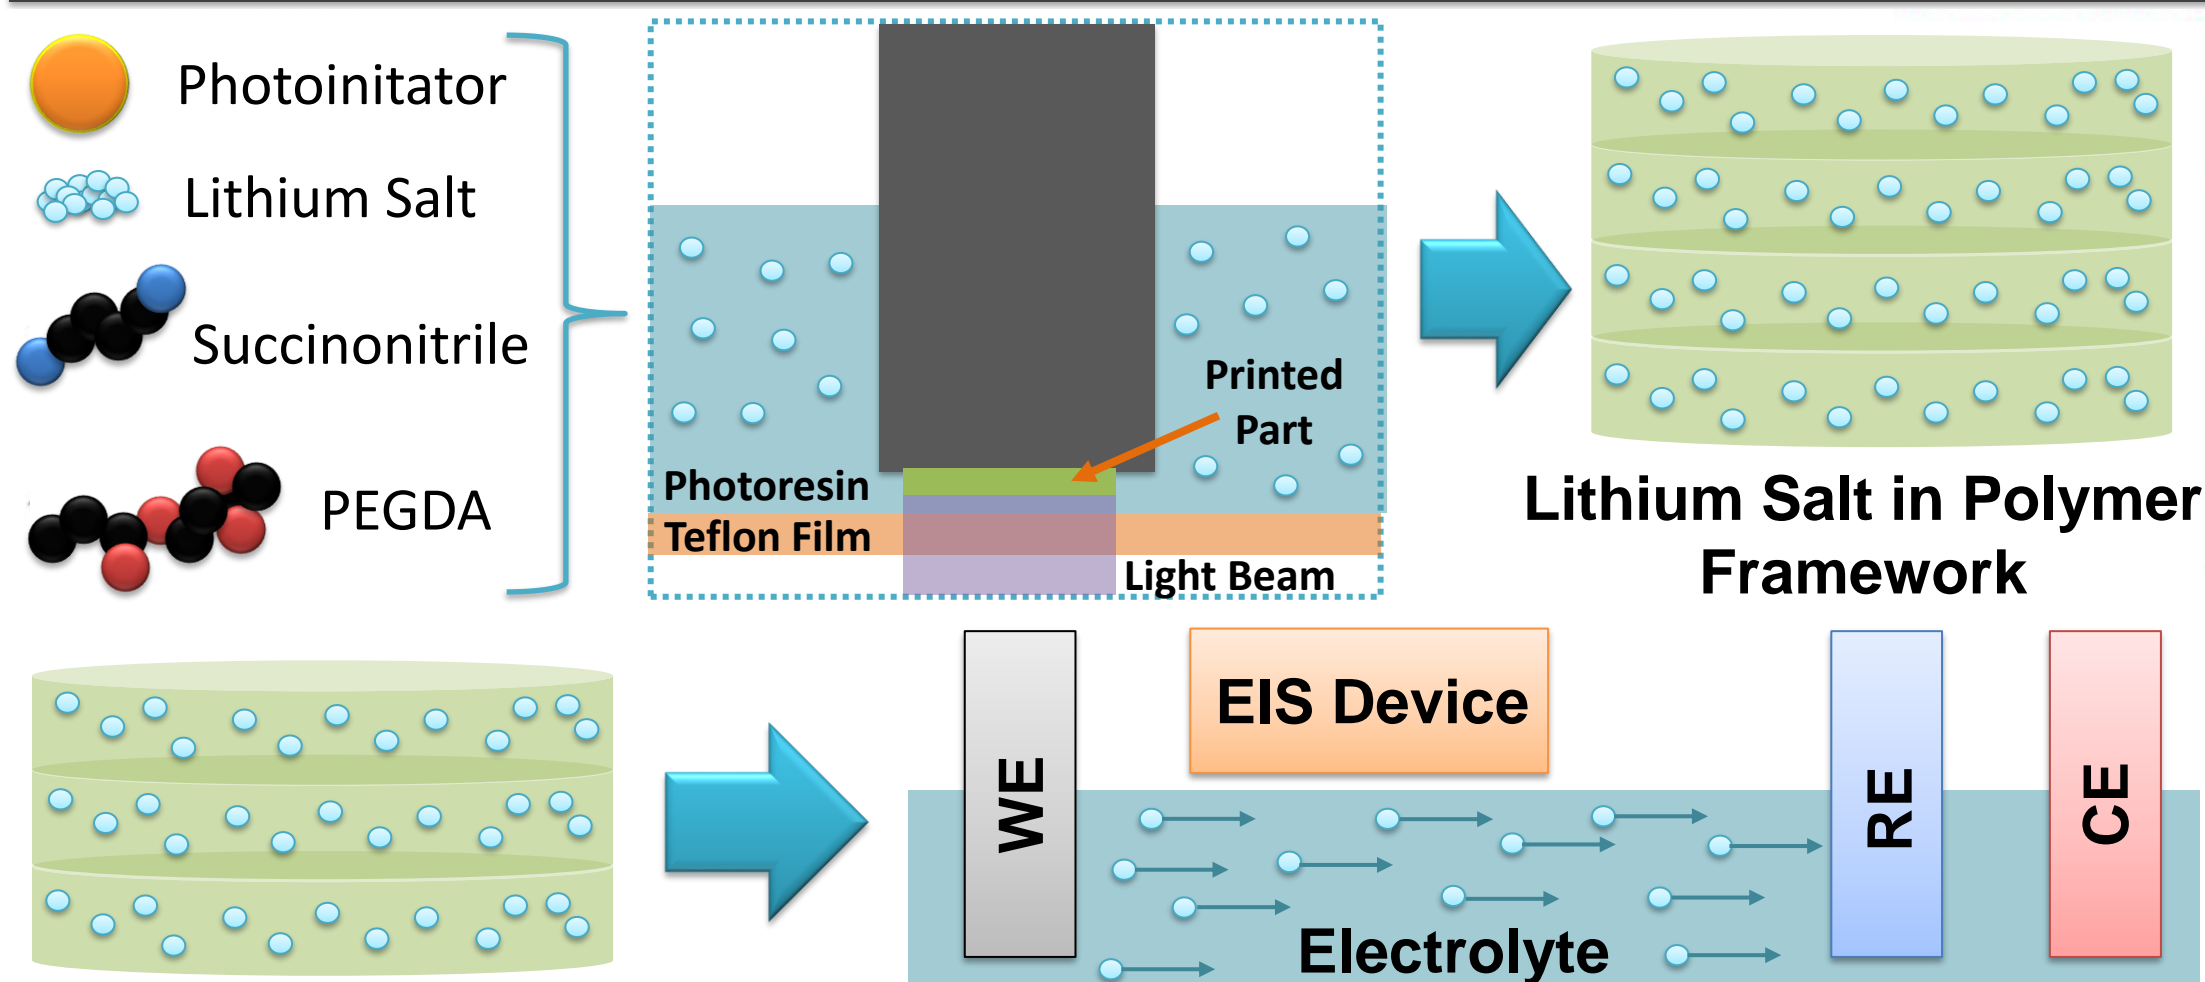 Photoinitator
Lithium Salt
Succinonitrile
PEGDA
Printed
Part
Photoresin
Teflon Film
Light Beam
Lithium Salt in Polymer
Framework
WE
EIS Device
RE
CE
Electrolyte